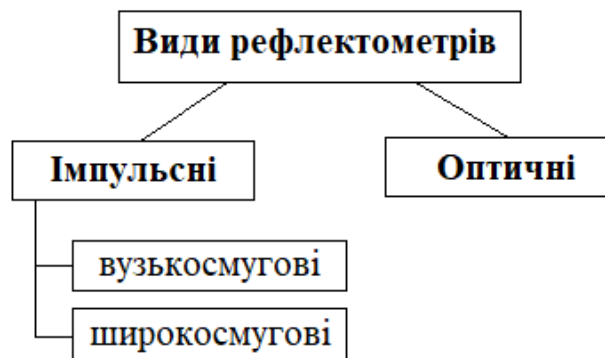 Види рефлектометрів
Імпульсні
Оптичні
вузькосмугові
широкосмугові